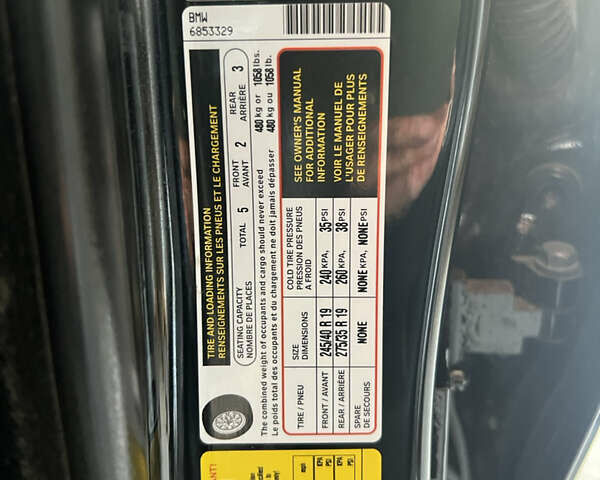 BMW
6853329
TIRE AND LOADING INFORMATION
RENSEIGNEMENTS SUR LES PNEUS ET LE CHARGEMENT
SEATING CAPACITY
NOMBRE DE PLACES
TOTAL 5
FRONT
AVANT 2
REAR
ARRIÈRE 3
The combined weight of occupants and cargo should never exceed 480 kg or 1058 lbs.
Le poids total des occupants et du chargement ne doit jamais dépasser 480 kg ou 1058 lb.
TIRE / PNEU
SIZE
DIMENSIONS
COLD TIRE PRESSURE
PRESSION DES PNEUS
A FROID
FRONT / AVANT 245/40 R 19 240 KPA, 35 PSI
REAR / ARRIÈRE 275/35 R 19 260 KPA, 38 PSI
SPARE
DE SECOURS NONE NONE KPA, NONE PSI
SEE OWNER'S MANUAL
FOR ADDITIONAL
INFORMATION
VOIR LE MANUEL DE
L'USAGER POUR PLUS
DE RENSEIGNEMENTS
KPA
PSI
KPA
PSI